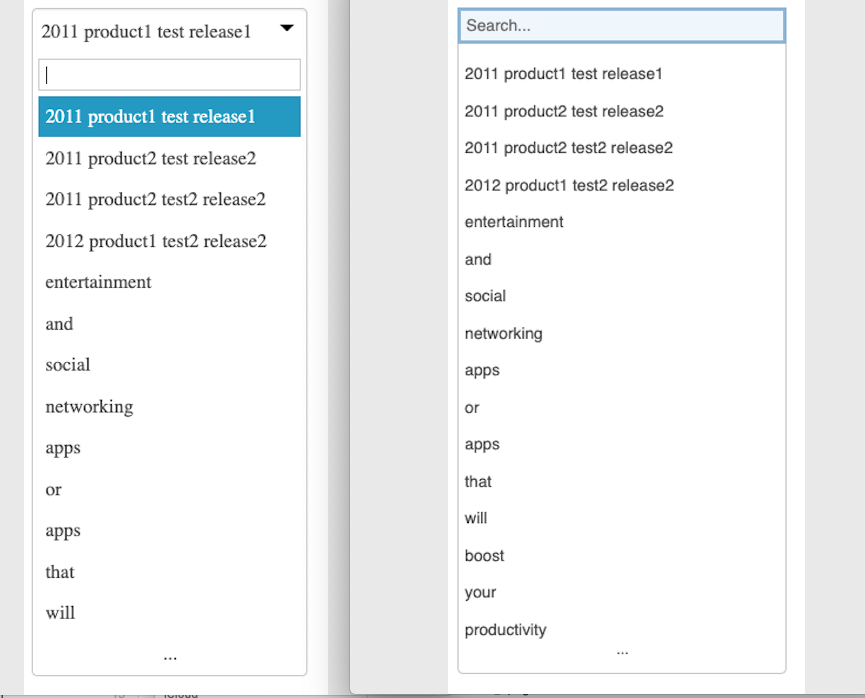 2011 product1 test release1
2011 product1 test release1
2011 product2 test release2
2011 product2 test2 release2
2012 product1 test2 release2
entertainment
and
social
networking
apps
or
apps
that
will
...
Search...
2011 product1 test release1
2011 product2 test release2
2011 product2 test2 release2
2012 product1 test2 release2
entertainment
and
social
networking
apps
or
apps
that
will
boost
your
productivity
...